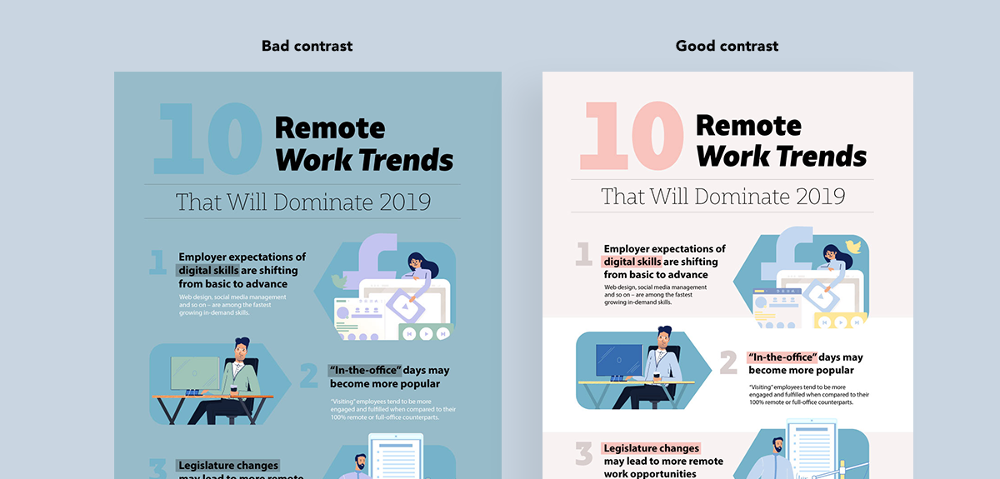 Bad contrast
10
Remote
Work Trends
That Will Dominate 2019
1
Employer expectations of
digital skills are shifting
from basic to advance
Web design, social media management
and so on – are among the fastest
growing in-demand skills.
2
“In-the-office” days may
become more popular
“Visiting” employees tend to be more
engaged and fulfilled when compared to their
100% remote or full-office counterparts.
3
Legislature changes
may lead to more remote
Good contrast
10
Remote
Work Trends
That Will Dominate 2019
1
Employer expectations of
digital skills are shifting
from basic to advance
Web design, social media management
and so on – are among the fastest
growing in-demand skills.
2
“In-the-office” days may
become more popular
“Visiting” employees tend to be more
engaged and fulfilled when compared to their
100% remote or full-office counterparts.
3
Legislature changes
may lead to more remote
work opportunities